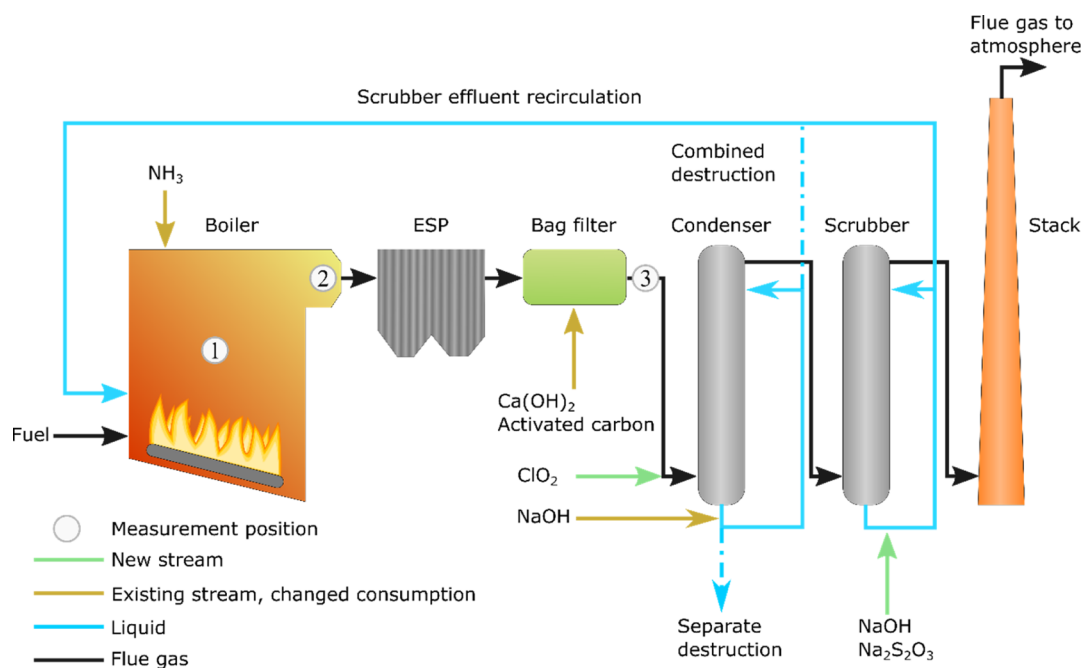 Flue gas to
atmosphere
Scrubber effluent recirculation
Combined
destruction
NH₃
Boiler
ESP
Bag filter
Condenser
Scrubber
Stack
2
3
1
Ca(OH)₂
Activated carbon
Fuel
ClO₂
NaOH
Measurement position
New stream
Existing stream, changed consumption
Liquid
Flue gas
Separate
destruction
NaOH
Na₂S₂O₃